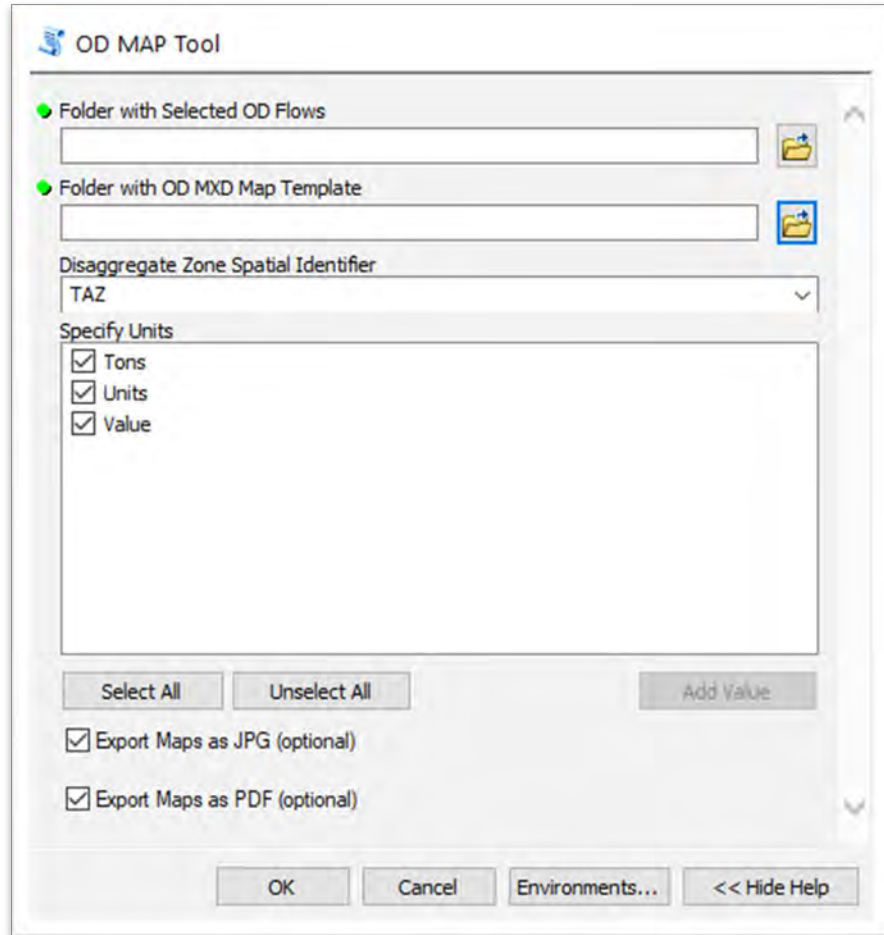 OD MAP Tool
Folder with Selected OD Flows
Folder with OD MXD Map Template
Disaggregate Zone Spatial Identifier
TAZ
Specify Units
Tons
Units
Value
Select All Unselect All Add Value
Export Maps as JPG (optional)
Export Maps as PDF (optional)
OK Cancel Environments... << Hide Help